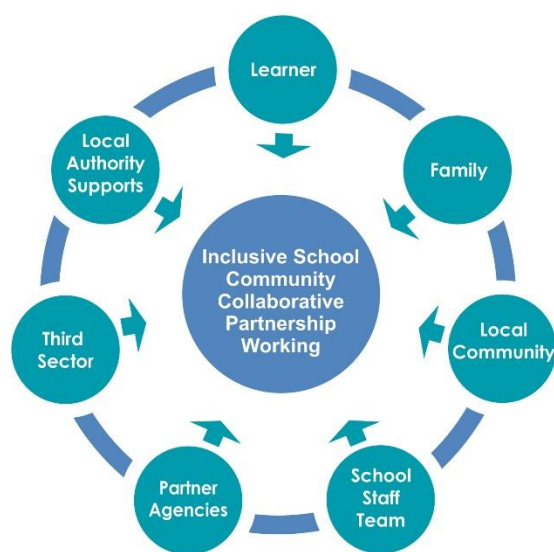 Learner
Family
Local
Community
School
Staff
Team
Partner
Agencies
Third
Sector
Local
Authority
Supports
Inclusive School
Community
Collaborative
Partnership
Working